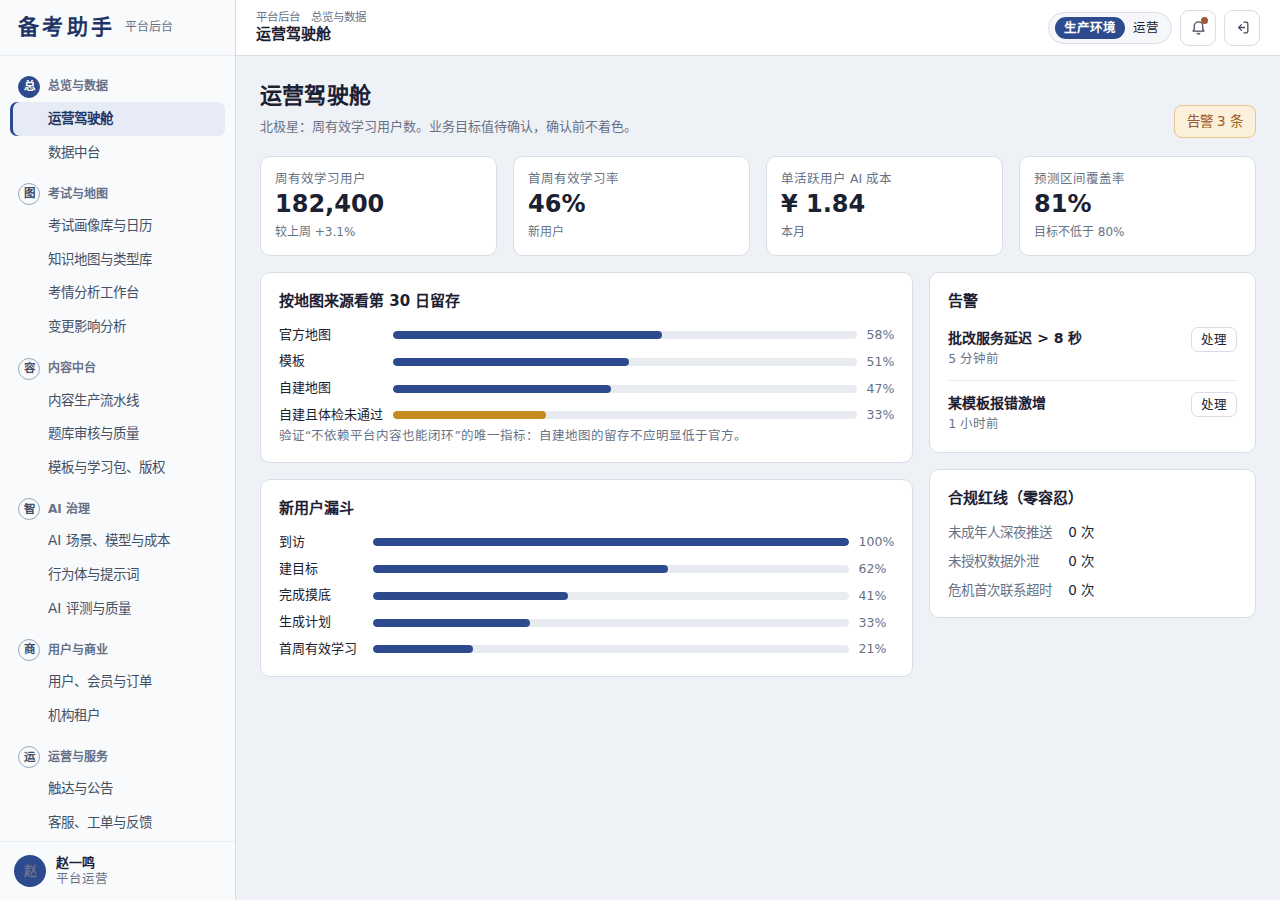 备考助手 平台后台
总 总览与数据
运营驾驶舱
数据中台
图 考试与地图
考试画像库与日历
知识地图与类型库
考情分析工作台
变更影响分析
容 内容中台
内容生产流水线
题库审核与质量
模板与学习包、版权
智 AI 治理
AI 场景、模型与成本
行为体与提示词
AI 评测与质量
商 用户与商业
用户、会员与订单
机构租户
运 运营与服务
触达与公告
客服、工单与反馈
赵 赵一鸣
平台运营
平台后台 总览与数据
运营驾驶舱
生产环境 运营
运营驾驶舱
北极星：周有效学习用户数。业务目标值待确认，确认前不着色。
告警 3 条
周有效学习用户
182,400
较上周 +3.1%
首周有效学习率
46%
新用户
单活跃用户 AI 成本
¥ 1.84
本月
预测区间覆盖率
81%
目标不低于 80%
按地图来源看第 30 日留存
官方地图 58%
模板 51%
自建地图 47%
自建且体检未通过 33%
验证“不依赖平台内容也能闭环”的唯一指标：自建地图的留存不应明显低于官方。
新用户漏斗
到访 100%
建目标 62%
完成摸底 41%
生成计划 33%
首周有效学习 21%
告警
批改服务延迟 > 8 秒 处理
5 分钟前
某模板报错激增 处理
1 小时前
合规红线（零容忍）
未成年人深夜推送 0 次
未授权数据外泄 0 次
危机首次联系超时 0 次